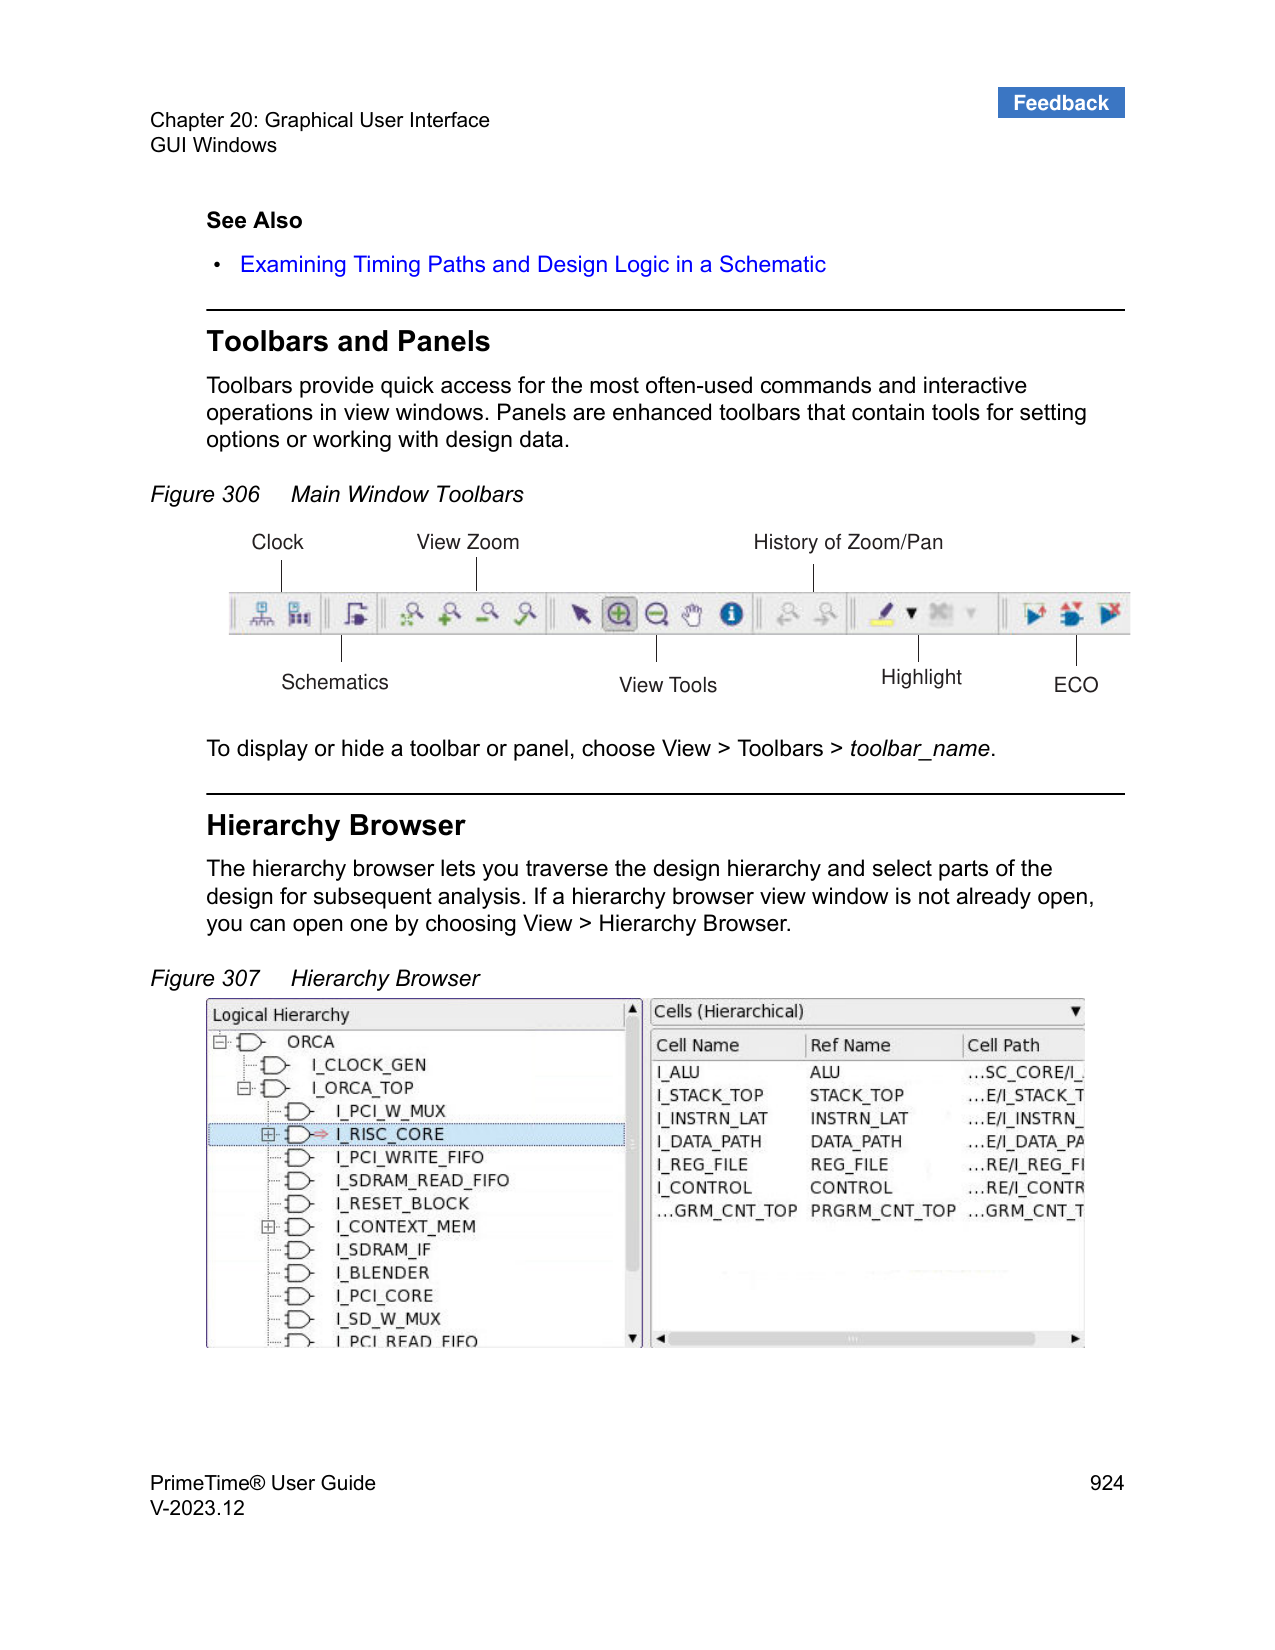 Feedback
Chapter 20: Graphical User Interface
GUI Windows
See Also
• Examining Timing Paths and Design Logic in a Schematic
Toolbars and Panels
Toolbars provide quick access for the most often-used commands and interactive
operations in view windows. Panels are enhanced toolbars that contain tools for setting
options or working with design data.
Figure 306 Main Window Toolbars
Clock View Zoom History of Zoom/Pan
Schematics View Tools Highlight ECO
To display or hide a toolbar or panel, choose View > Toolbars > toolbar_name.
Hierarchy Browser
The hierarchy browser lets you traverse the design hierarchy and select parts of the
design for subsequent analysis. If a hierarchy browser view window is not already open,
you can open one by choosing View > Hierarchy Browser.
Figure 307 Hierarchy Browser
Logical Hierarchy
ORCA
I_CLOCK_GEN
I_ORCA_TOP
I_PCI_W_MUX
I_RISC_CORE
I_PCI_WRITE_FIFO
I_SDRAM_READ_FIFO
I_RESET_BLOCK
I_CONTEXT_MEM
I_SDRAM_IF
I_BLENDER
I_PCI_CORE
I_SD_W_MUX
I_PCI_READ_FIFO
Cells (Hierarchical)
Cell Name Ref Name Cell Path
I_ALU ALU ...SC_CORE/I_
I_STACK_TOP STACK_TOP ...E/I_STACK_T
I_INSTRN_LAT INSTRN_LAT ...E/I_INSTRN_
I_DATA_PATH DATA_PATH ...E/I_DATA_PA
I_REG_FILE REG_FILE ...RE/I_REG_FI
I_CONTROL CONTROL ...RE/I_CONTR
...GRM_CNT_TOP PRGRM_CNT_TOP ...GRM_CNT_T
PrimeTime® User Guide 924
V-2023.12